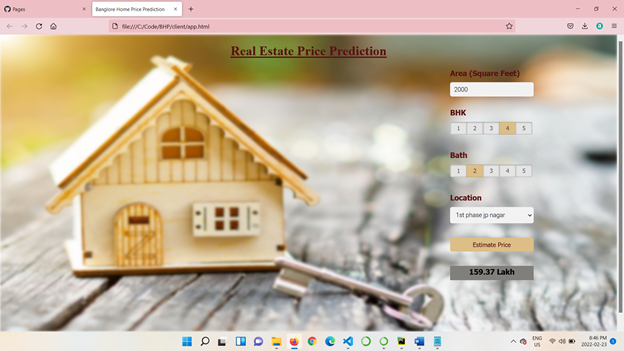 Pages
Banglore Home Price Prediction
file:///C:/Code/BHP/client/app.html
Real Estate Price Prediction
Area (Square Feet)
2000
BHK
1 2 3 4 5
Bath
1 2 3 4 5
Location
1st phase jp nagar
Estimate Price
159.37 Lakh
ENG
US
8:46 PM
2022-02-23